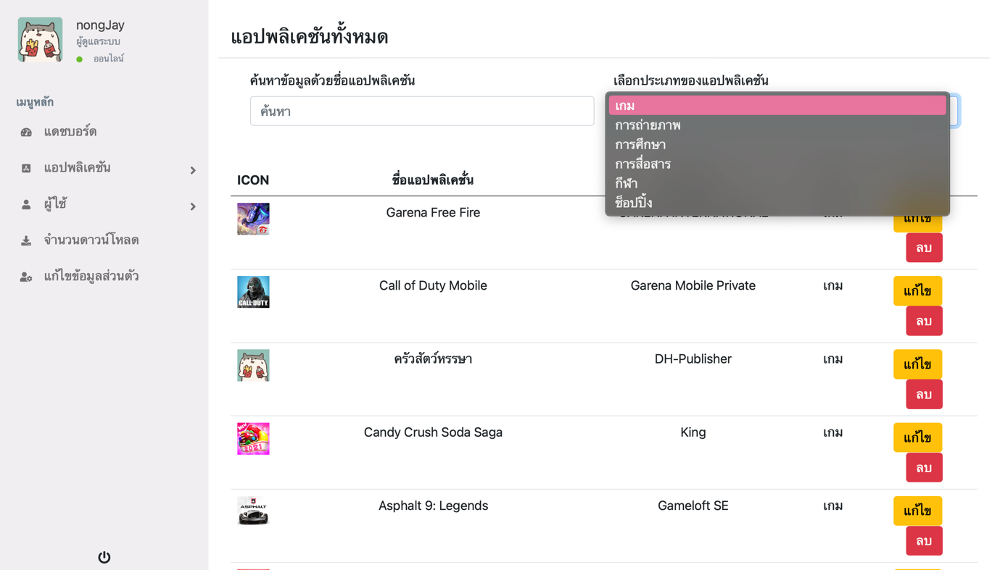 nongJay
ผู้ดูแลระบบ
ออนไลน์
เมนูหลัก
แดชบอร์ด
แอปพลิเคชัน
ผู้ใช้
จำนวนดาวน์โหลด
แก้ไขข้อมูลส่วนตัว
แอปพลิเคชันทั้งหมด
ค้นหาข้อมูลด้วยชื่อแอปพลิเคชัน
ค้นหา
เลือกประเภทของแอปพลิเคชัน
เกม
การถ่ายภาพ
การศึกษา
การสื่อสาร
กีฬา
ช็อปปิ้ง
ICON ชื่อแอปพลิเคชั่น
Garena Free Fire แก้ไข
ลบ
CALL·DUTY Call of Duty Mobile Garena Mobile Private เกม แก้ไข
ลบ
ครัวสัตว์หรรษา DH-Publisher เกม แก้ไข
ลบ
New 2021 Candy Crush Soda Saga King เกม แก้ไข
ลบ
9 ASPHALT Asphalt 9: Legends Gameloft SE เกม แก้ไข
ลบ